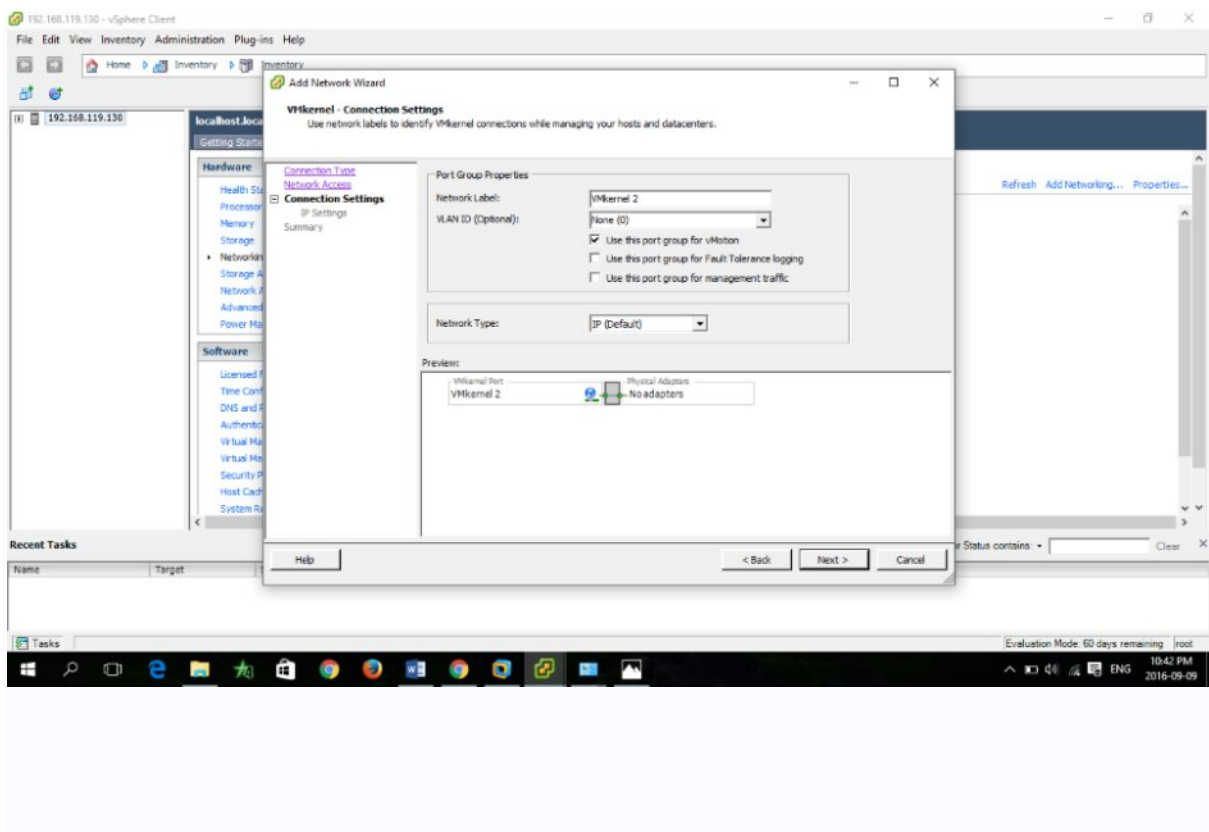 192.168.119.130 - vSphere Client
File Edit View Inventory Administration Plug-ins Help
Home Inventory Inventory
192.168.119.130
localhost.loca
Getting Starte
Hardware
Health Sta
Processor
Memory
Storage
Networkin
Storage A
Network A
Advanced
Power Ma
Software
Licensed F
Time Conf
DNS and R
Authentic
Virtual Ma
Virtual Ma
Security P
Host Cach
System Re
Refresh Add Networking... Properties...
Add Network Wizard
VMkernel - Connection Settings
Use network labels to identify VMkernel connections while managing your hosts and datacenters.
Connection Type
Network Access
Connection Settings
IP Settings
Summary
Port Group Properties
Network Label: VMkernel 2
VLAN ID (Optional): None (0)
Use this port group for vMotion
Use this port group for Fault Tolerance logging
Use this port group for management traffic
Network Type: IP (Default)
Preview:
VMkernel Port
VMkernel 2
Physical Adapters
No adapters
Help < Back Next > Cancel
Recent Tasks
r Status contains: Clear
Name Target
Tasks
Evaluation Mode: 60 days remaining root
ENG
10:42 PM
2016-09-09